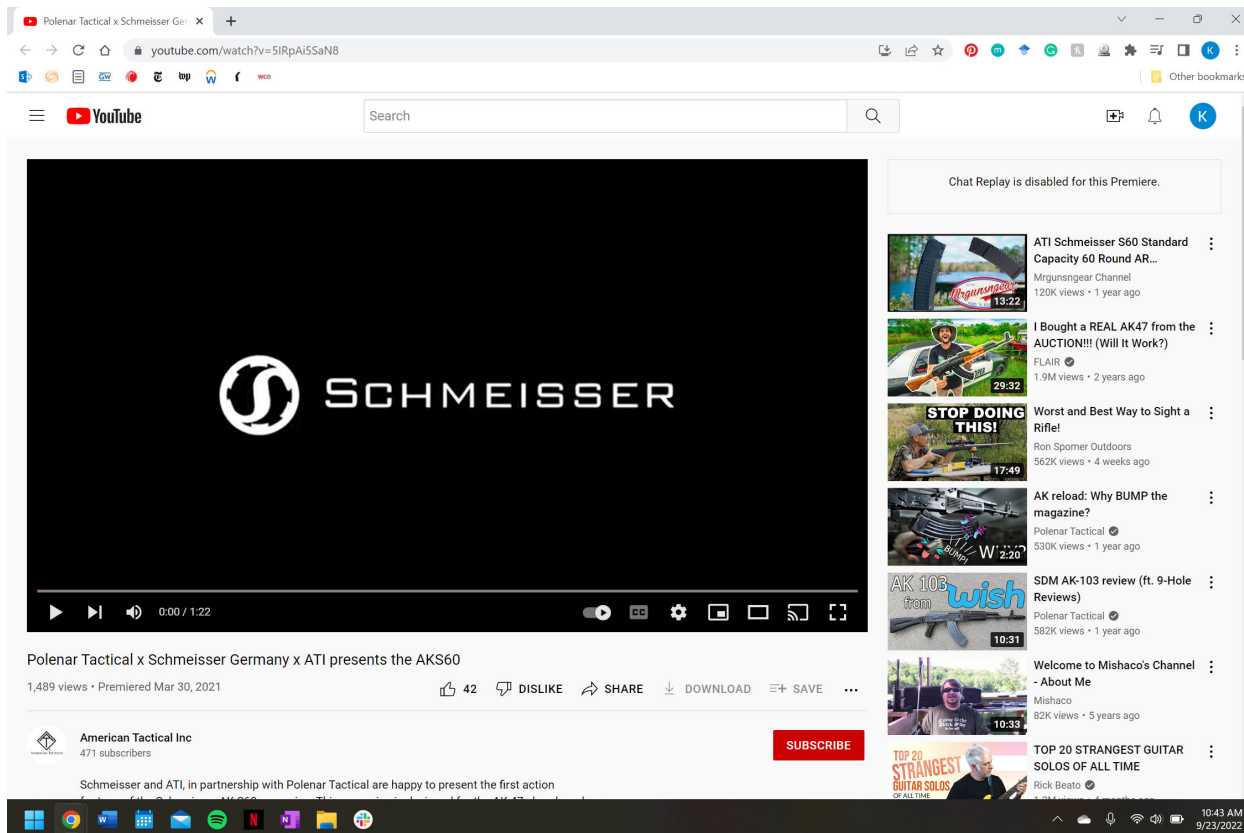 Polenar Tactical x Schmeisser Ger
youtube.com/watch?v=5IRpAi5SaN8
GW
top
WCO
Other bookmarks
YouTube
Search
K
Chat Replay is disabled for this Premiere.
SCHMEISSER
0:00 / 1:22
CC
Polenar Tactical x Schmeisser Germany x ATI presents the AKS60
1,489 views • Premiered Mar 30, 2021
42 DISLIKE SHARE DOWNLOAD SAVE
American Tactical Inc
471 subscribers
SUBSCRIBE
Schmeisser and ATI, in partnership with Polenar Tactical are happy to present the first action
Mrgunsngear
13:22
ATI Schmeisser S60 Standard
Capacity 60 Round AR...
Mrgunsngear Channel
120K views • 1 year ago
29:32
I Bought a REAL AK47 from the
AUCTION!!! (Will It Work?)
FLAIR
1.9M views • 2 years ago
STOP DOING
THIS!
17:49
Worst and Best Way to Sight a
Rifle!
Ron Spomer Outdoors
562K views • 4 weeks ago
BUMP!
2:20
AK reload: Why BUMP the
magazine?
Polenar Tactical
530K views • 1 year ago
AK 103
from wish
10:31
SDM AK-103 review (ft. 9-Hole
Reviews)
Polenar Tactical
582K views • 1 year ago
10:33
Welcome to Mishaco's Channel
- About Me
Mishaco
82K views • 5 years ago
TOP 20
STRANGEST
GUITAR SOLOS
OF ALL TIME
TOP 20 STRANGEST GUITAR
SOLOS OF ALL TIME
Rick Beato
10:43 AM
9/23/2022